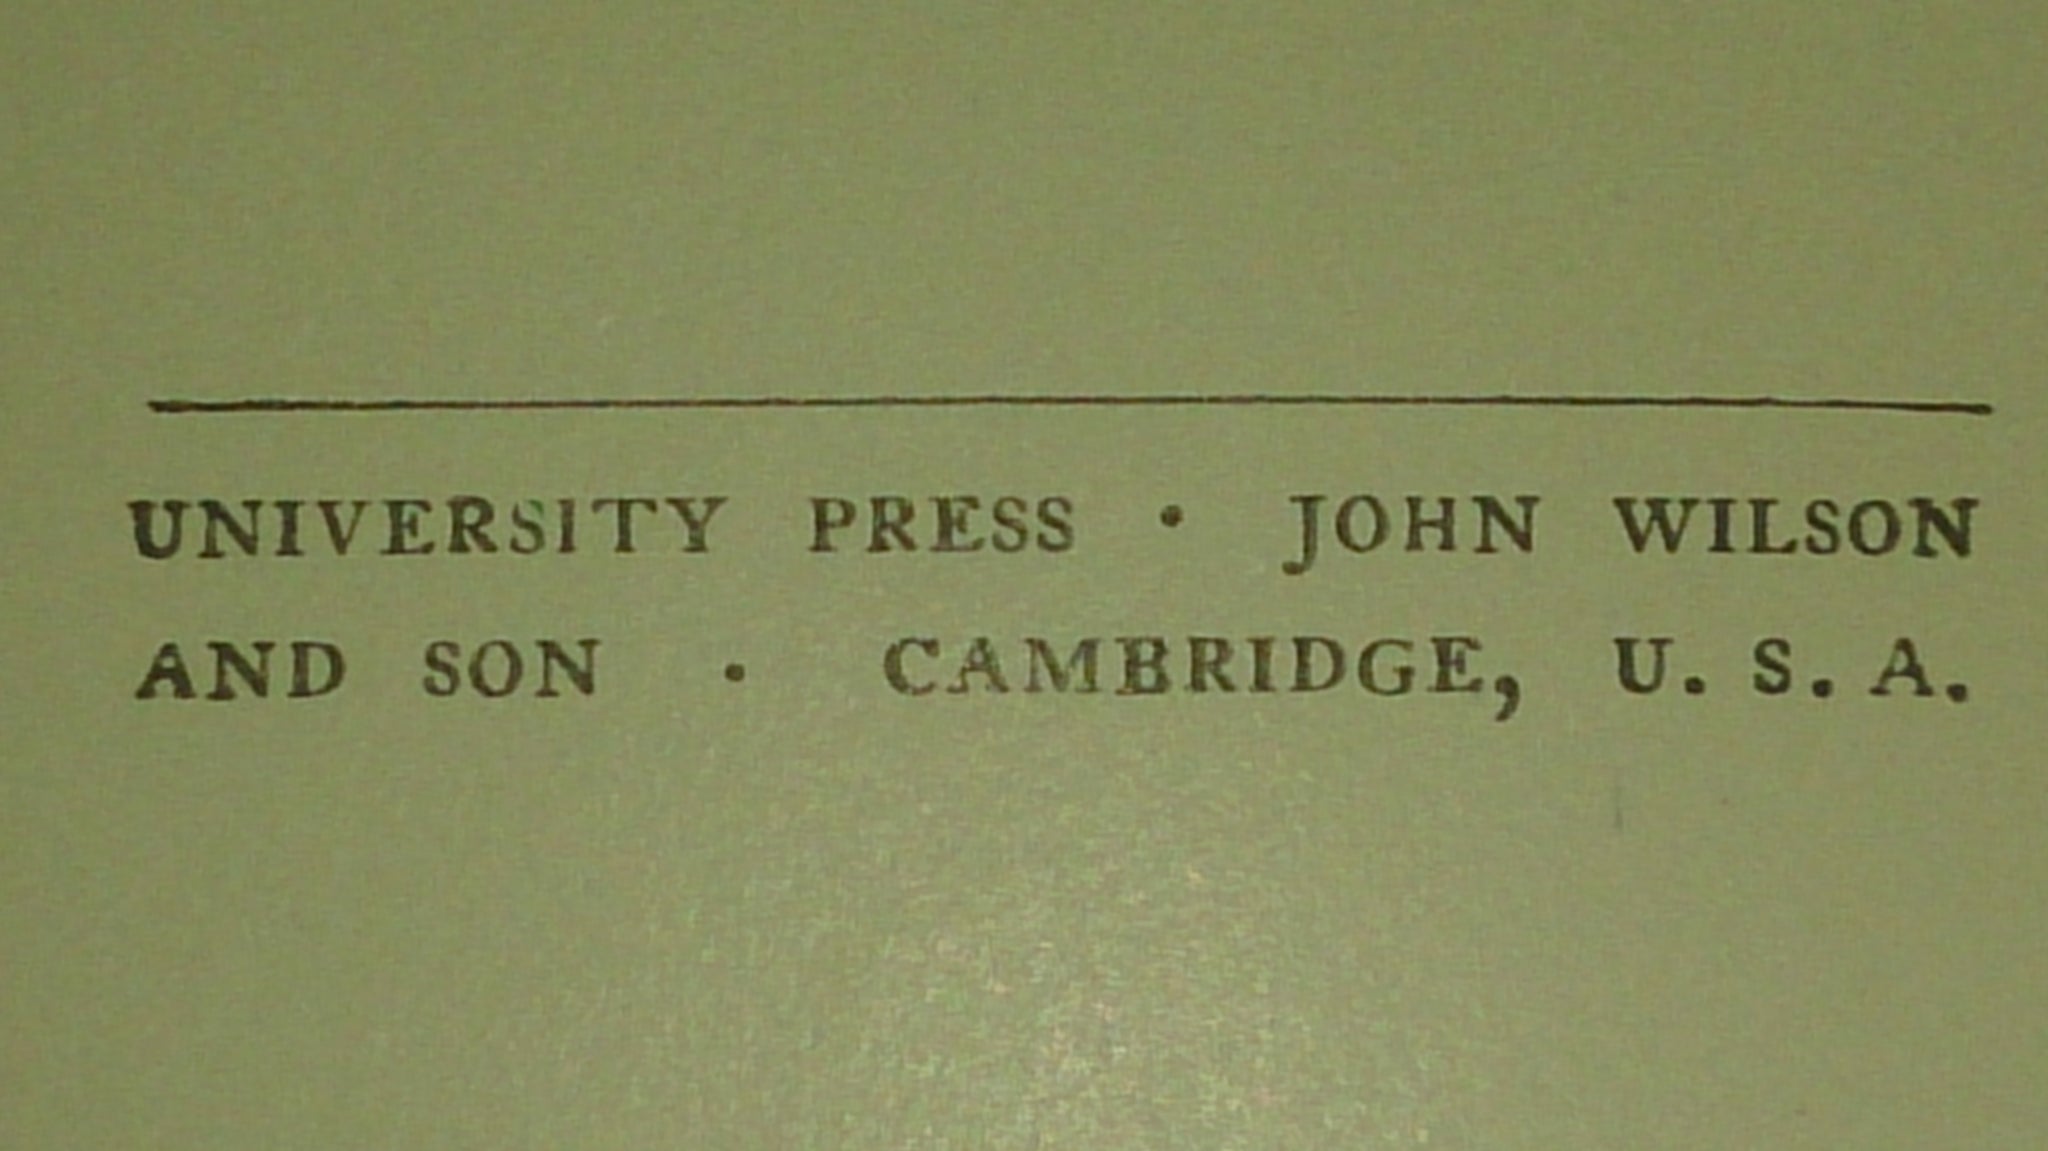 UNIVERSITY PRESS · JOHN WILSON
AND SON · CAMBRIDGE, U. S. A.